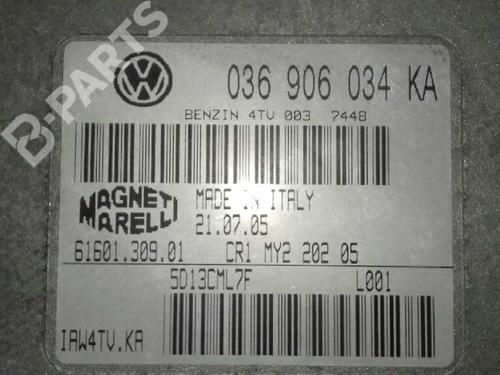 B-PARTS
036 906 034 KA
BENZIN 4TV 003 7448
MAGNETI MARELLI
MADE IN ITALY
21.07.05
61601.309.01 CR1 MY2 202 05
5D13CML7F L001
IAW4TV.KA